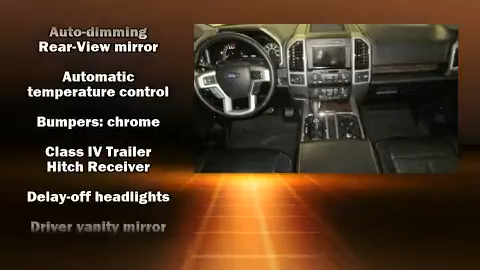 Auto-dimming
Rear-View mirror
Automatic
temperature control
Bumpers: chrome
Class IV Trailer
Hitch Receiver
Delay-off headlights
Driver vanity mirror